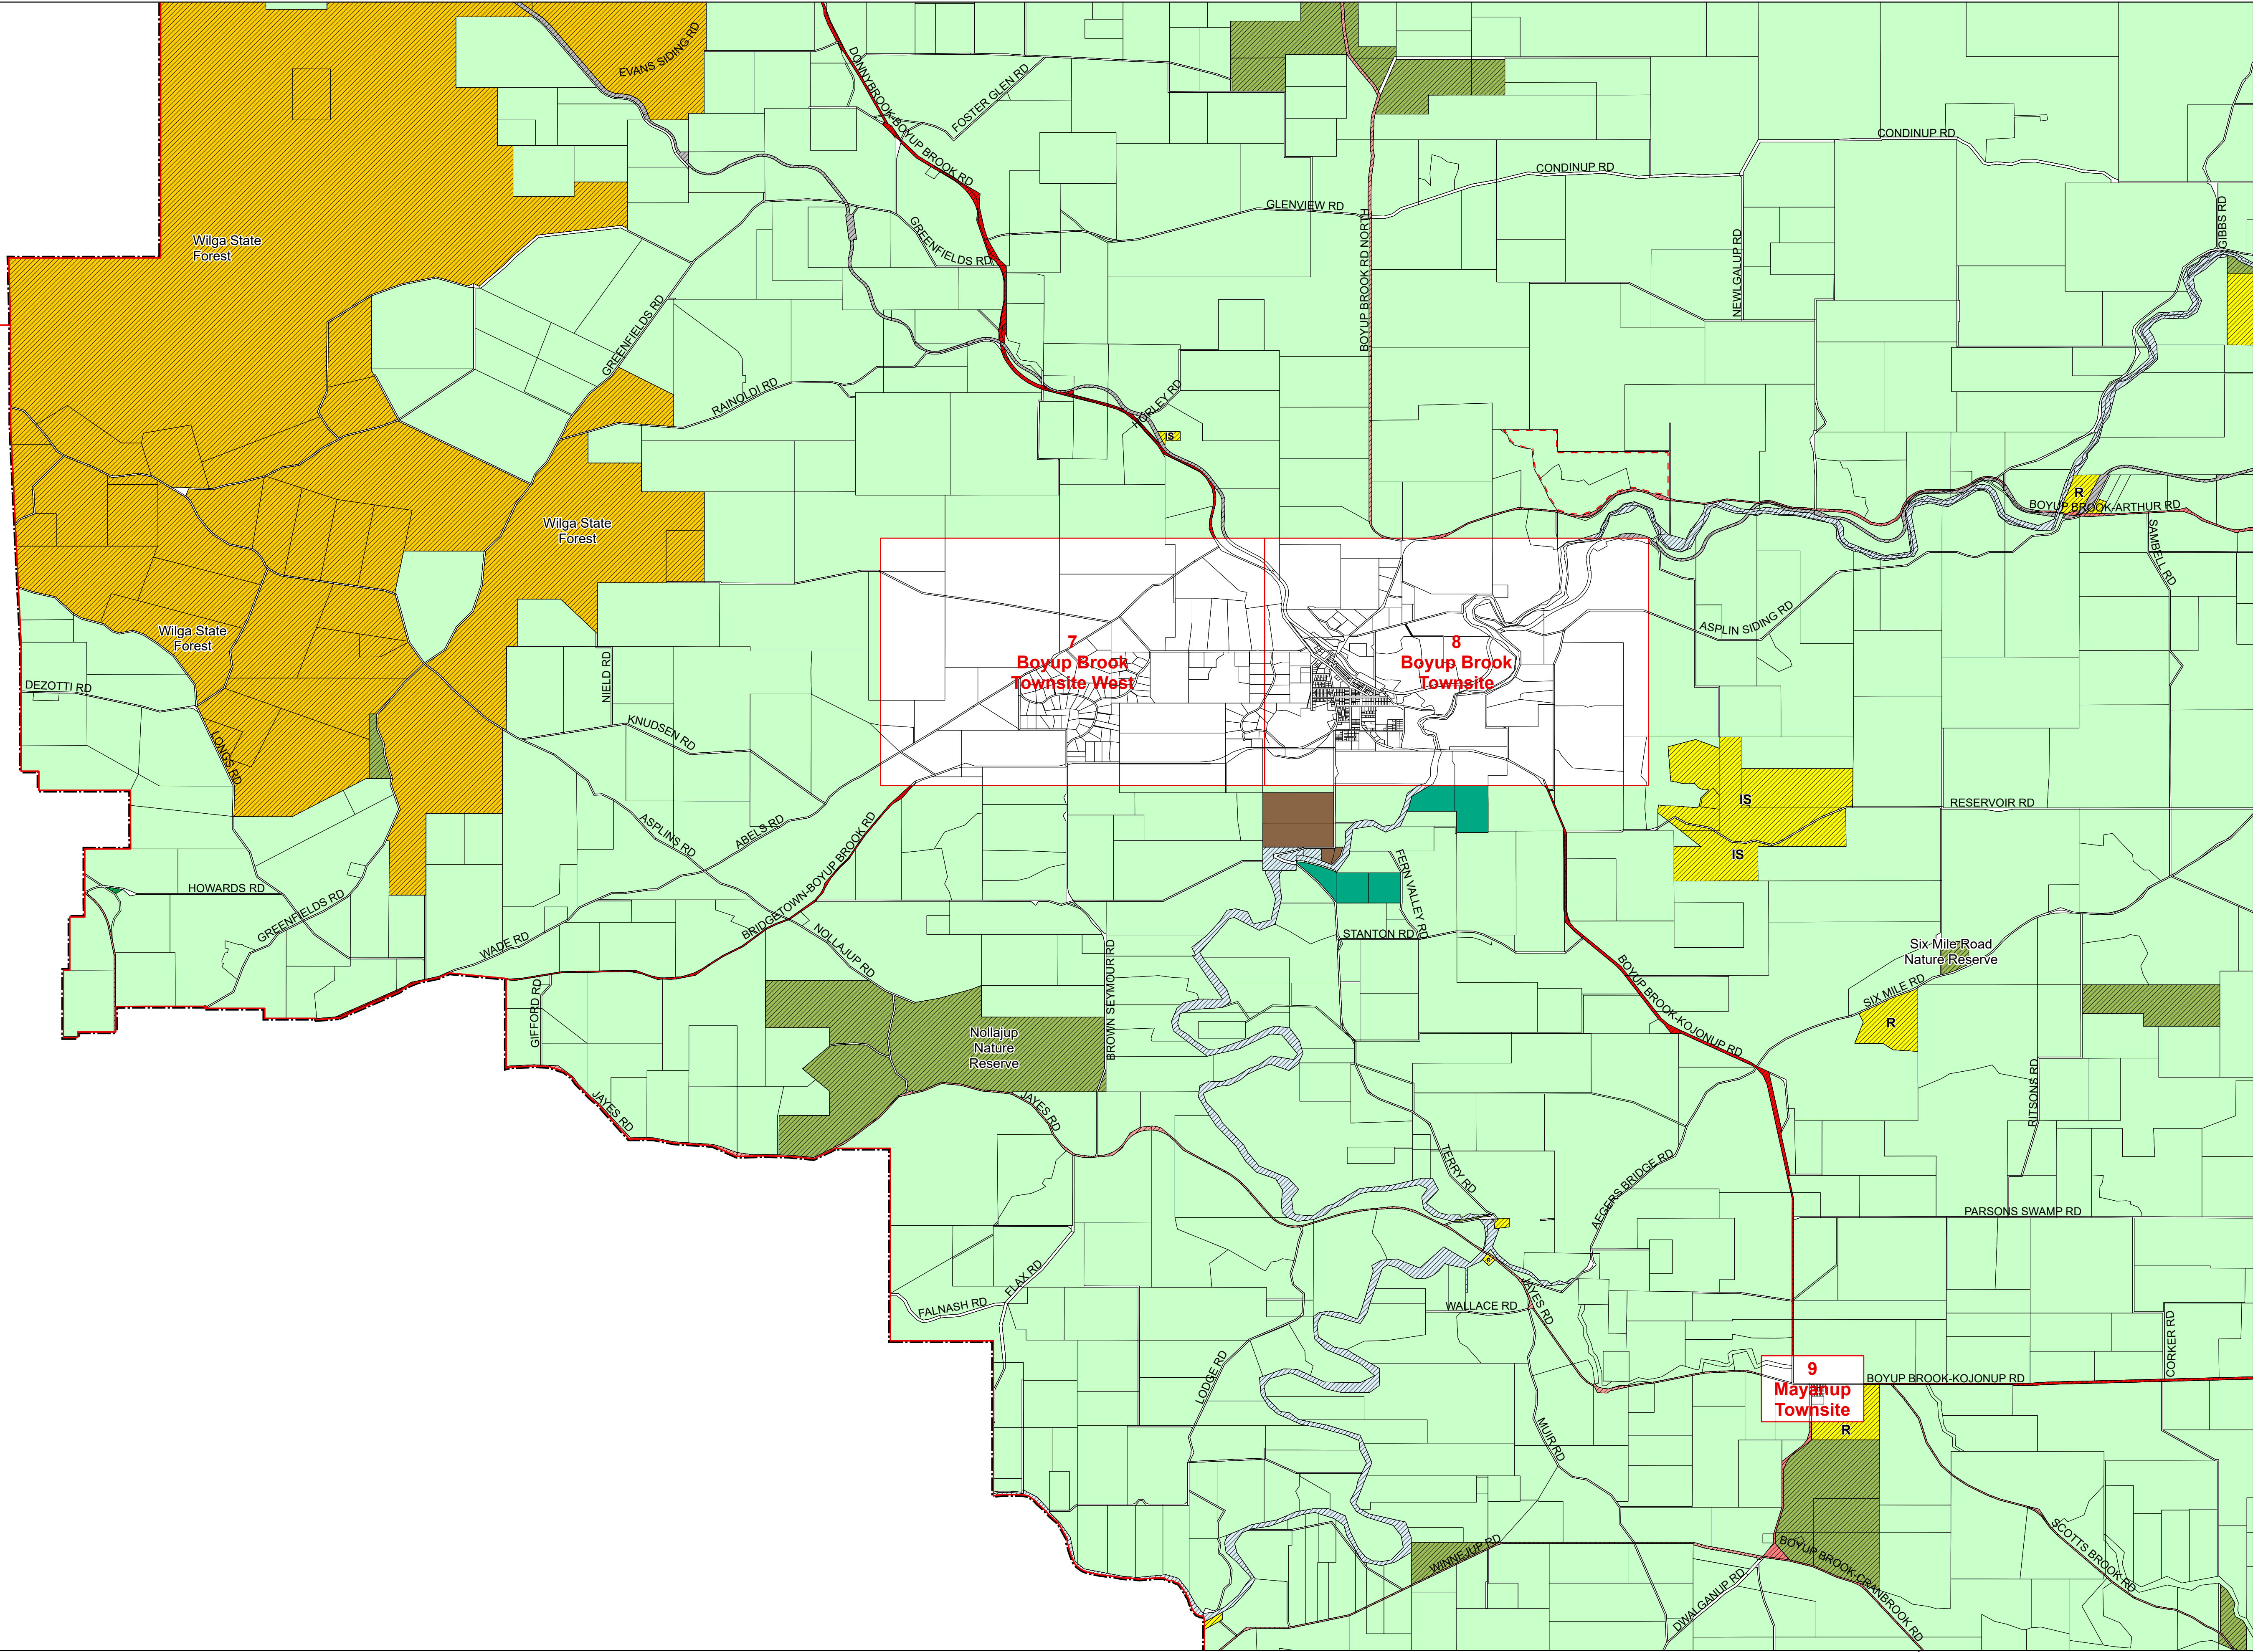 EVANS SIDING RD
DONNYBROOK-BOYUP BROOK RD
FOSTER GLEN RD
CONDINUP RD
CONDINUP RD
GLENVIEW RD
GREENFIELDS RD
BOYUP BROOK RD NORTH
NEWLGALUP RD
GIBBS RD
Wilga State
Forest
GREENFIELDS RD
RAINOLDI RD
IS
R
BOYUP BROOK-ARTHUR RD
SAMBELL RD
Wilga State
Forest
Wilga State
Forest
ASPLIN SIDING RD
7
Boyup Brook
Townsite West
8
Boyup Brook
Townsite
DEZOTTI RD
NIELD RD
KNUDSEN RD
LONGS RD
ASPLINS RD
ABELS RD
BRIDGETOWN-BOYUP BROOK RD
IS
RESERVOIR RD
IS
HOWARDS RD
GREENFIELDS RD
WADE RD
NOLLAJUP RD
FERN VALLEY RD
STANTON RD
BROWN SEYMOUR RD
BOYUP BROOK-KOJONUP RD
Six Mile Road
Nature Reserve
SIX MILE RD
R
GIFFORD RD
Nollajup
Nature
Reserve
JAYES RD
JAYES RD
RITSONS RD
TERRY RD
AEGERS BRIDGE RD
PARSONS SWAMP RD
FLAX RD
FALNASH RD
WALLACE RD
JAYES RD
LODGE RD
CORKER RD
9
Mayanup
Townsite
BOYUP BROOK-KOJONUP RD
R
MUIR RD
WINNEJUP RD
BOYUP BROOK-CRANBROOK RD
DWALGANUP RD
SCOTTS BROOK RD